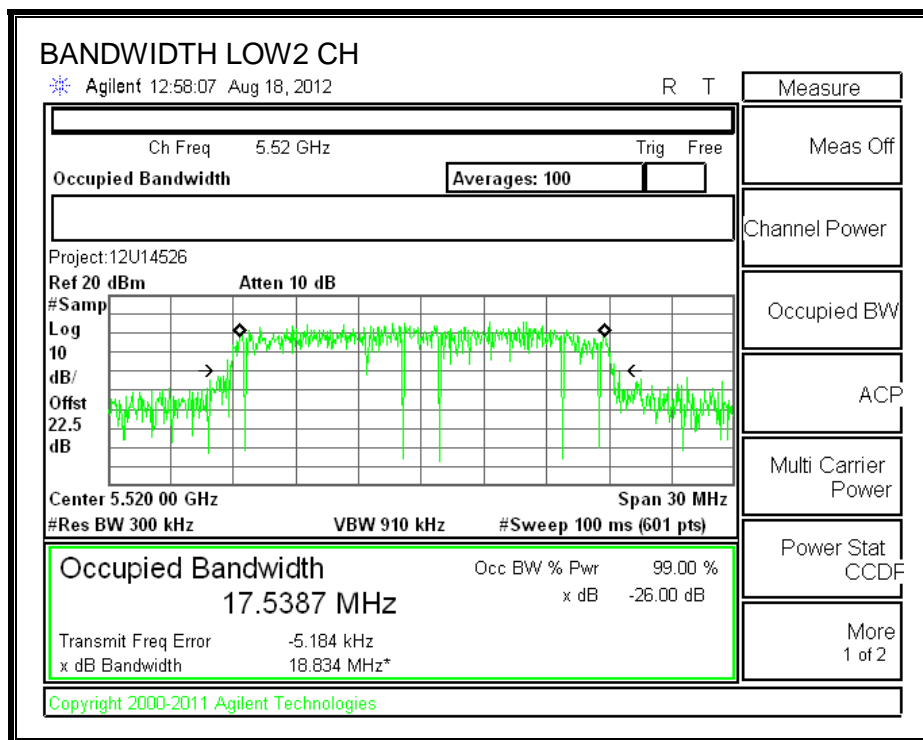 BANDWIDTH LOW2 CH
Agilent 12:58:07 Aug 18, 2012 R T
Measure
Ch Freq 5.52 GHz Trig Free
Meas Off
Occupied Bandwidth Averages: 100
Channel Power
Project:12U14526
Ref 20 dBm Atten 10 dB
#Samp
Log
10
dB/
Offst
22.5
dB
Occupied BW
ACP
Center 5.520 00 GHz Span 30 MHz
#Res BW 300 kHz VBW 910 kHz #Sweep 100 ms (601 pts)
Multi Carrier
Power
Occupied Bandwidth
17.5387 MHz
Occ BW % Pwr 99.00 %
x dB -26.00 dB
Transmit Freq Error -5.184 kHz
x dB Bandwidth 18.834 MHz*
Power Stat
CCDF
More
1 of 2
Copyright 2000-2011 Agilent Technologies